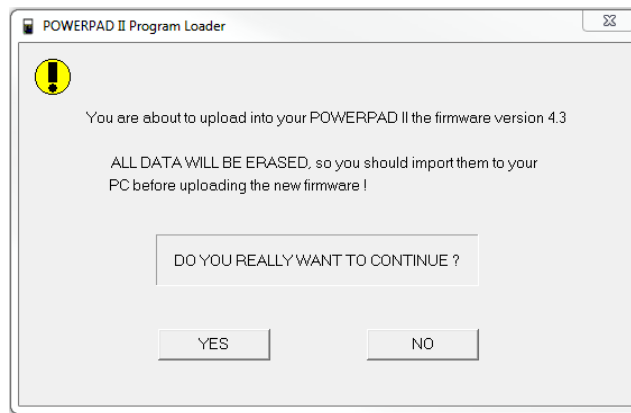 POWERPAD II Program Loader
You are about to upload into your POWERPAD II the firmware version 4.3
ALL DATA WILL BE ERASED, so you should import them to your
PC before uploading the new firmware !
DO YOU REALLY WANT TO CONTINUE ?
YES
NO